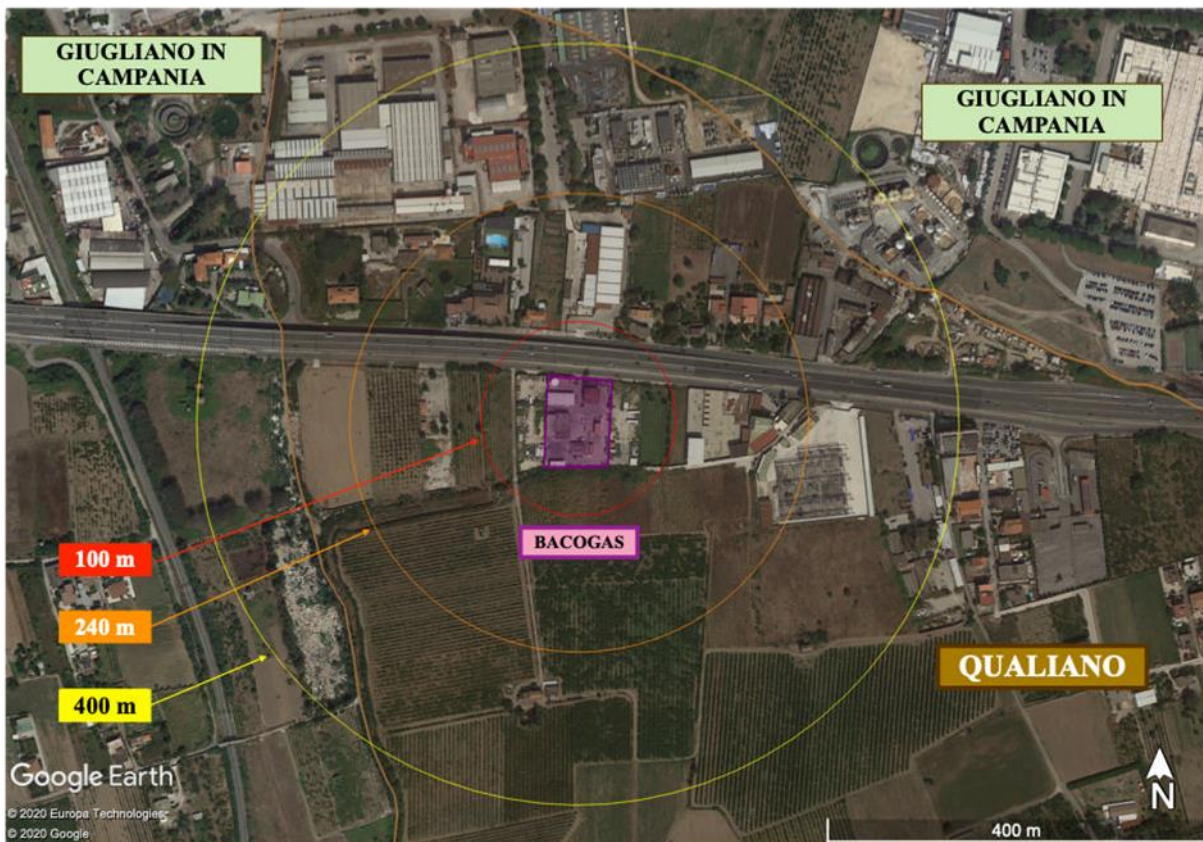 GIUGLIANO IN
CAMPANIA
GIUGLIANO IN
CAMPANIA
BACOGAS
100 m
240 m
400 m
QUALIANO
Google Earth
© 2020 Europa Technologies
© 2020 Google
N
400 m